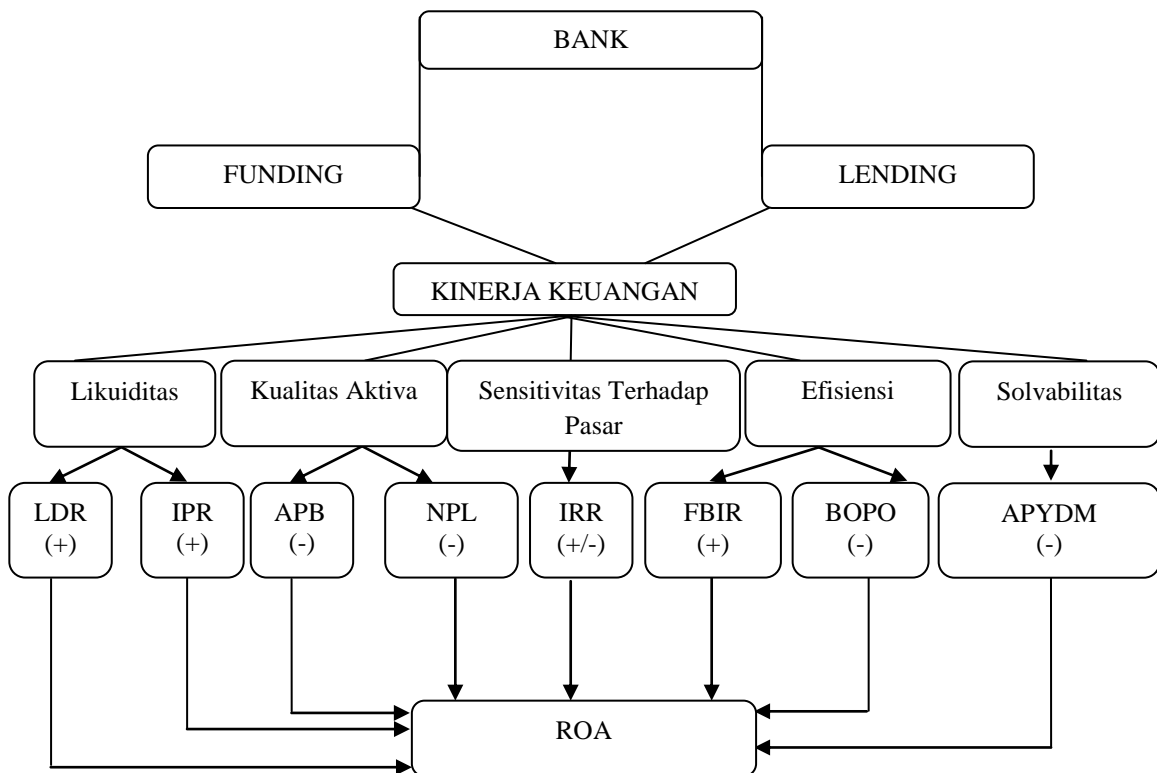 BANK
FUNDING
LENDING
KINERJA KEUANGAN
Likuiditas
Kualitas Aktiva
Sensitivitas Terhadap
Pasar
Efisiensi
Solvabilitas
LDR
(+)
IPR
(+)
APB
(-)
NPL
(-)
IRR
(+/-)
FBIR
(+)
BOPO
(-)
APYDM
(-)
ROA